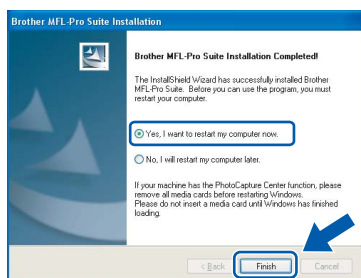 Brother MFL-Pro Suite Installation
Brother MFL-Pro Suite Installation Completed!
The InstallShield Wizard has successfully installed Brother
MFL-Pro Suite. Before you can use the program, you must
restart your computer.
Yes, I want to restart my computer now.
No, I will restart my computer later.
If your machine has the PhotoCapture Center function, please
remove all media cards before restarting Windows.
Please do not insert a media card until Windows has finished
loading.
< Back Finish Cancel